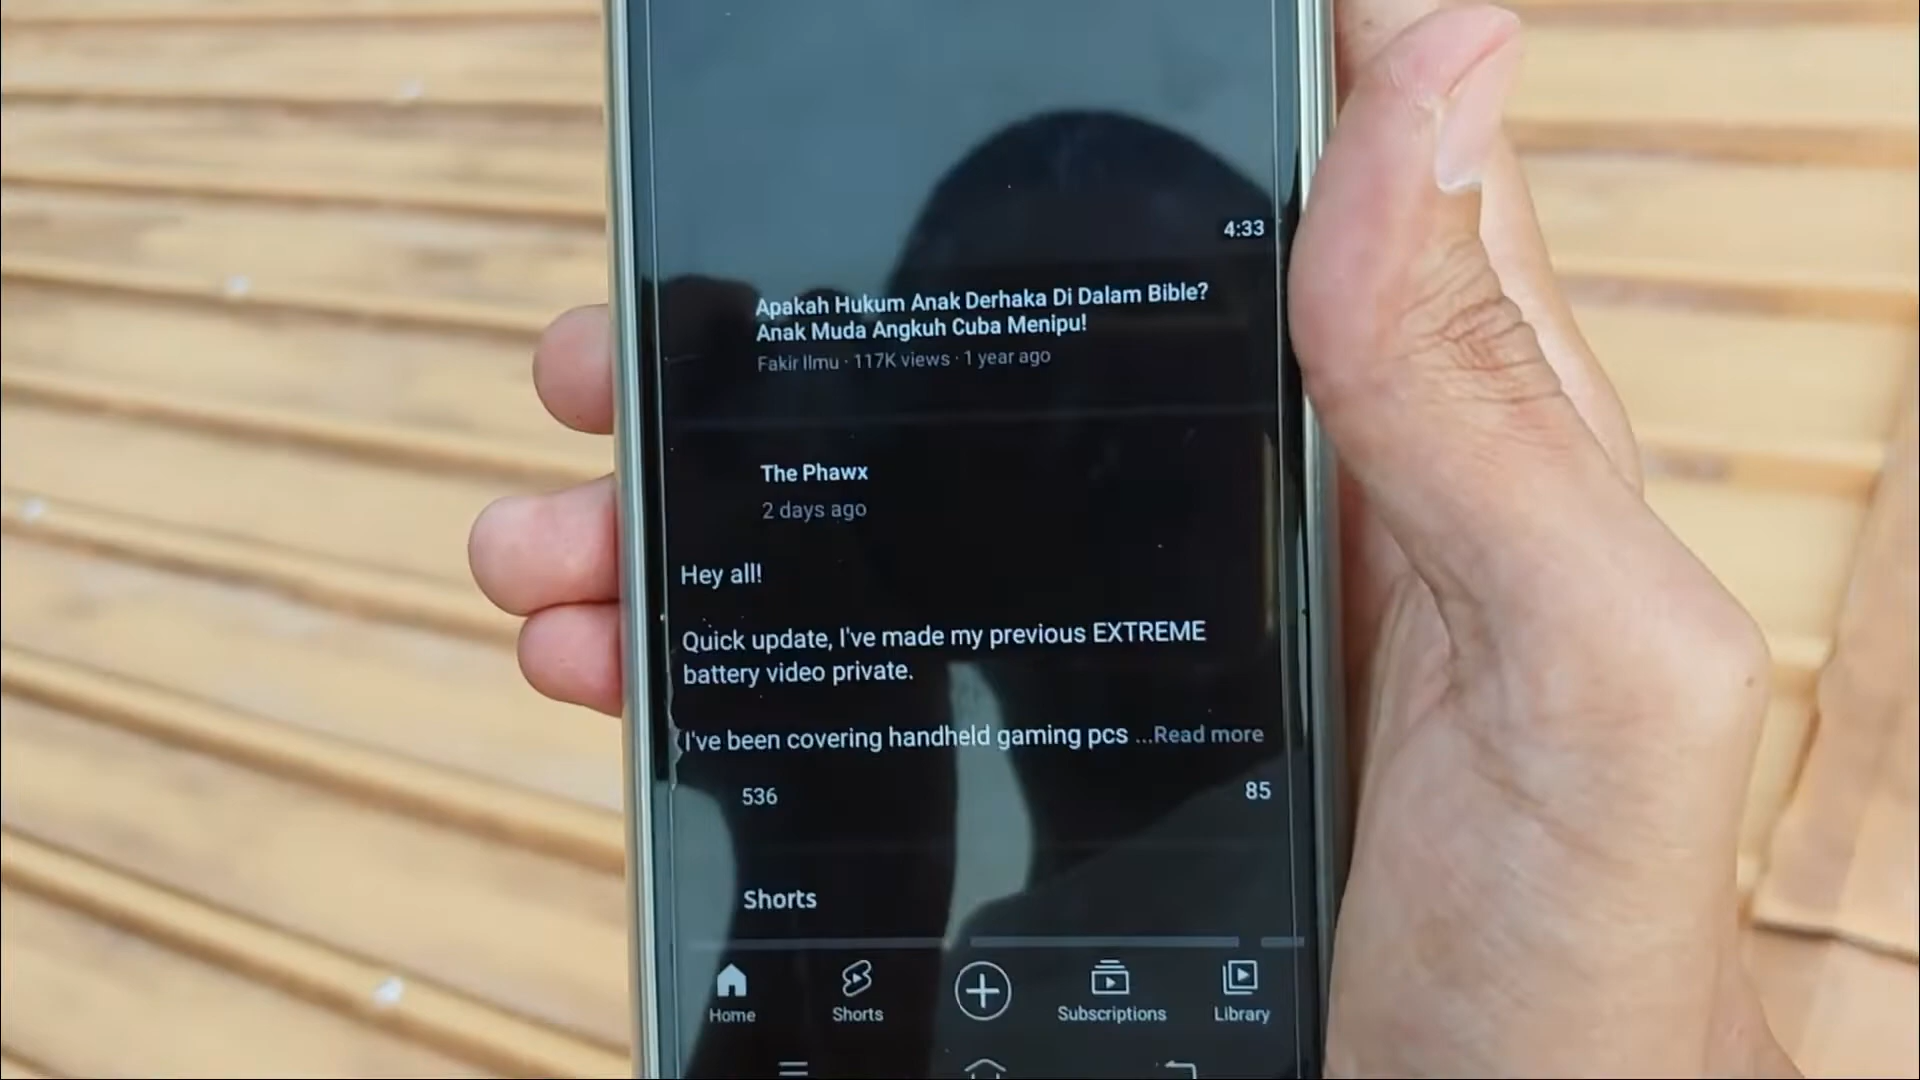 4:33
Apakah Hukum Anak Derhaka Di Dalam Bible?
Anak Muda Angkuh Cuba Menipu!
Fakir Ilmu · 117K views · 1 year ago
The Phawx
2 days ago
Hey all!
Quick update, I've made my previous EXTREME
battery video private.
I've been covering handheld gaming pcs ...Read more
536
85
Shorts
Home
Shorts
Subscriptions
Library